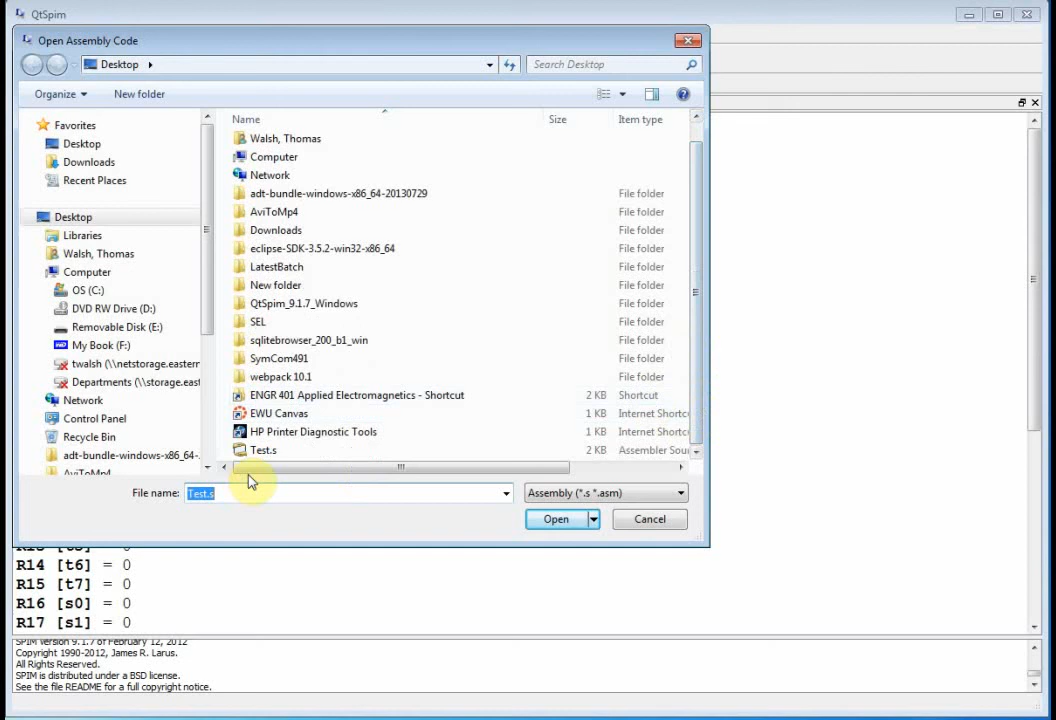 QtSpim
Open Assembly Code
Desktop
Search Desktop
Organize
New folder
Name
Size
Item type
Favorites
Desktop
Downloads
Recent Places
Desktop
Libraries
Walsh, Thomas
Computer
OS (C:)
DVD RW Drive (D:)
Removable Disk (E:)
My Book (F:)
twalsh (\\netstorage.eastern
Departments (\\storage.east
Network
Control Panel
Recycle Bin
adt-bundle-windows-x86_64-
AviToMp4
Walsh, Thomas
Computer
Network
adt-bundle-windows-x86_64-20130729 File folder
AviToMp4 File folder
Downloads File folder
eclipse-SDK-3.5.2-win32-x86_64 File folder
LatestBatch File folder
New folder File folder
QtSpim_9.1.7_Windows File folder
SEL File folder
sqlitebrowser_200_b1_win File folder
SymCom491 File folder
webpack 10.1 File folder
ENGR 401 Applied Electromagnetics - Shortcut 2 KB Shortcut
EWU Canvas 1 KB Internet Shortc
HP Printer Diagnostic Tools 1 KB Internet Shortc
Test.s 2 KB Assembler Sou
File name: Test.s
Assembly (*.s *.asm)
Open
Cancel
R13 [t5] = 0
R14 [t6] = 0
R15 [t7] = 0
R16 [s0] = 0
R17 [s1] = 0
SPIM Version 9.1.7 of February 12, 2012
Copyright 1990-2012, James R. Larus.
All Rights Reserved.
SPIM is distributed under a BSD license.
See the file README for a full copyright notice.